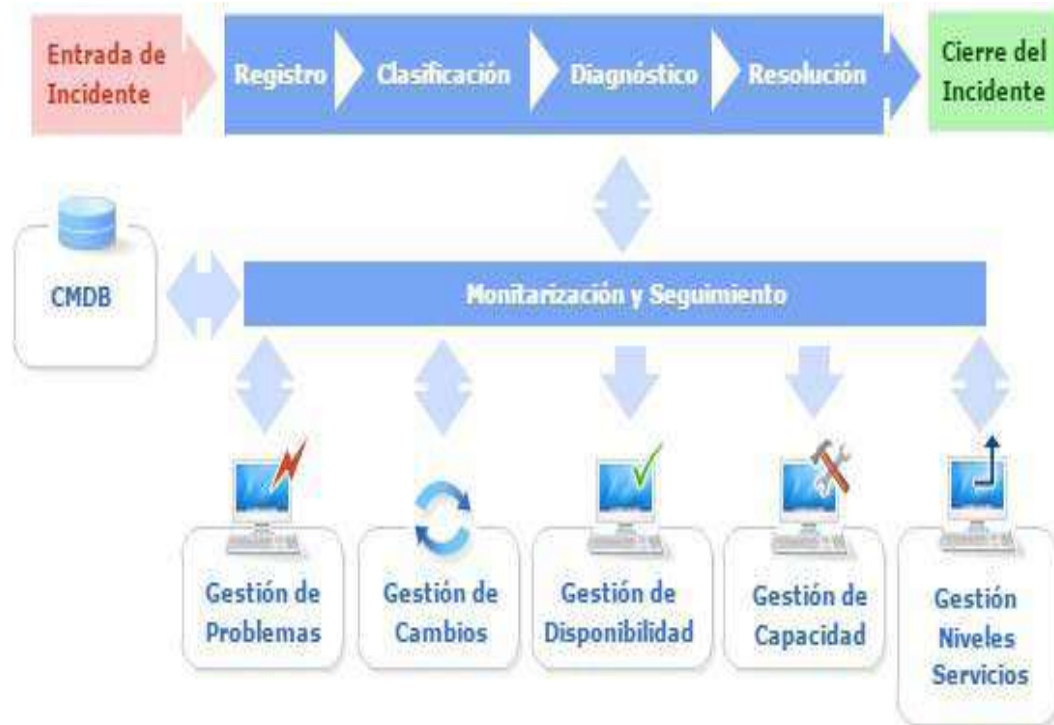 Entrada de
Incidente
Registro
Clasificación
Diagnóstico
Resolución
Cierre del
Incidente
CMDB
Monitarización y Seguimiento
Gestión de
Problemas
Gestión de
Cambios
Gestión de
Disponibilidad
Gestión de
Capacidad
Gestión
Niveles
Servicios